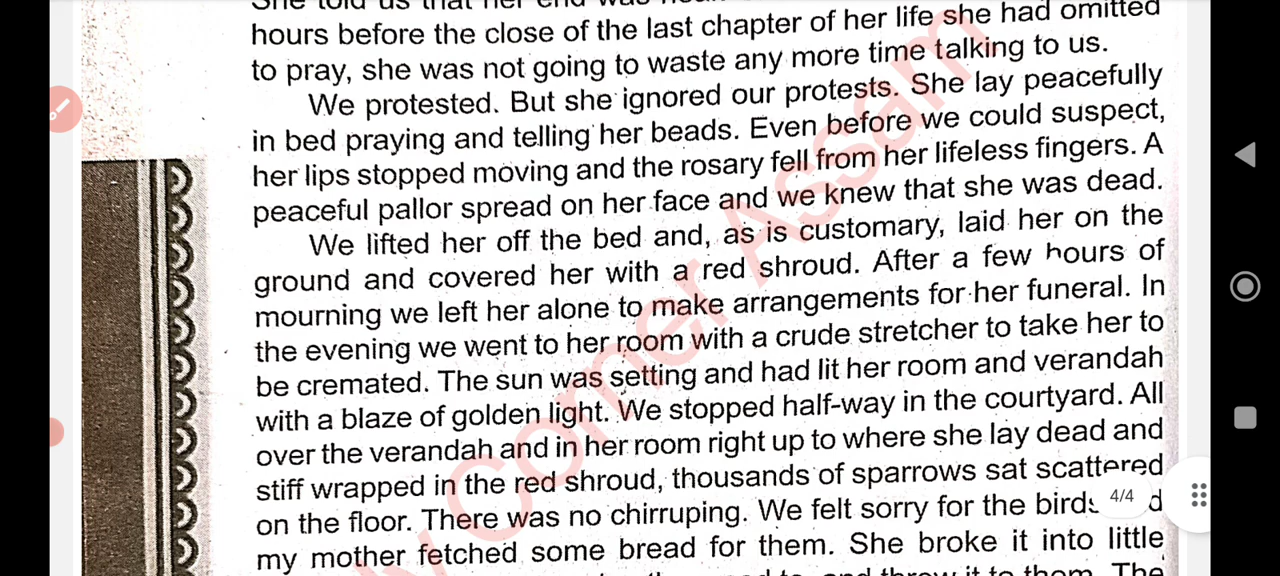 hours before the close of the last chapter of her life she had omitted
to pray, she was not going to waste any more time talking to us.
We protested. But she ignored our protests. She lay peacefully
in bed praying and telling her beads. Even before we could suspect,
her lips stopped moving and the rosary fell from her lifeless fingers. A
peaceful pallor spread on her face and we knew that she was dead.
We lifted her off the bed and, as is customary, laid her on the
ground and covered her with a red shroud. After a few hours of
mourning we left her alone to make arrangements for her funeral. In
the evening we went to her room with a crude stretcher to take her to
be cremated. The sun was setting and had lit her room and verandah
with a blaze of golden light. We stopped half-way in the courtyard. All
over the verandah and in her room right up to where she lay dead and
stiff wrapped in the red shroud, thousands of sparrows sat scattered
on the floor. There was no chirruping. We felt sorry for the birds
my mother fetched some bread for them. She broke it into little
it to them. The
4/4
Corner Assam